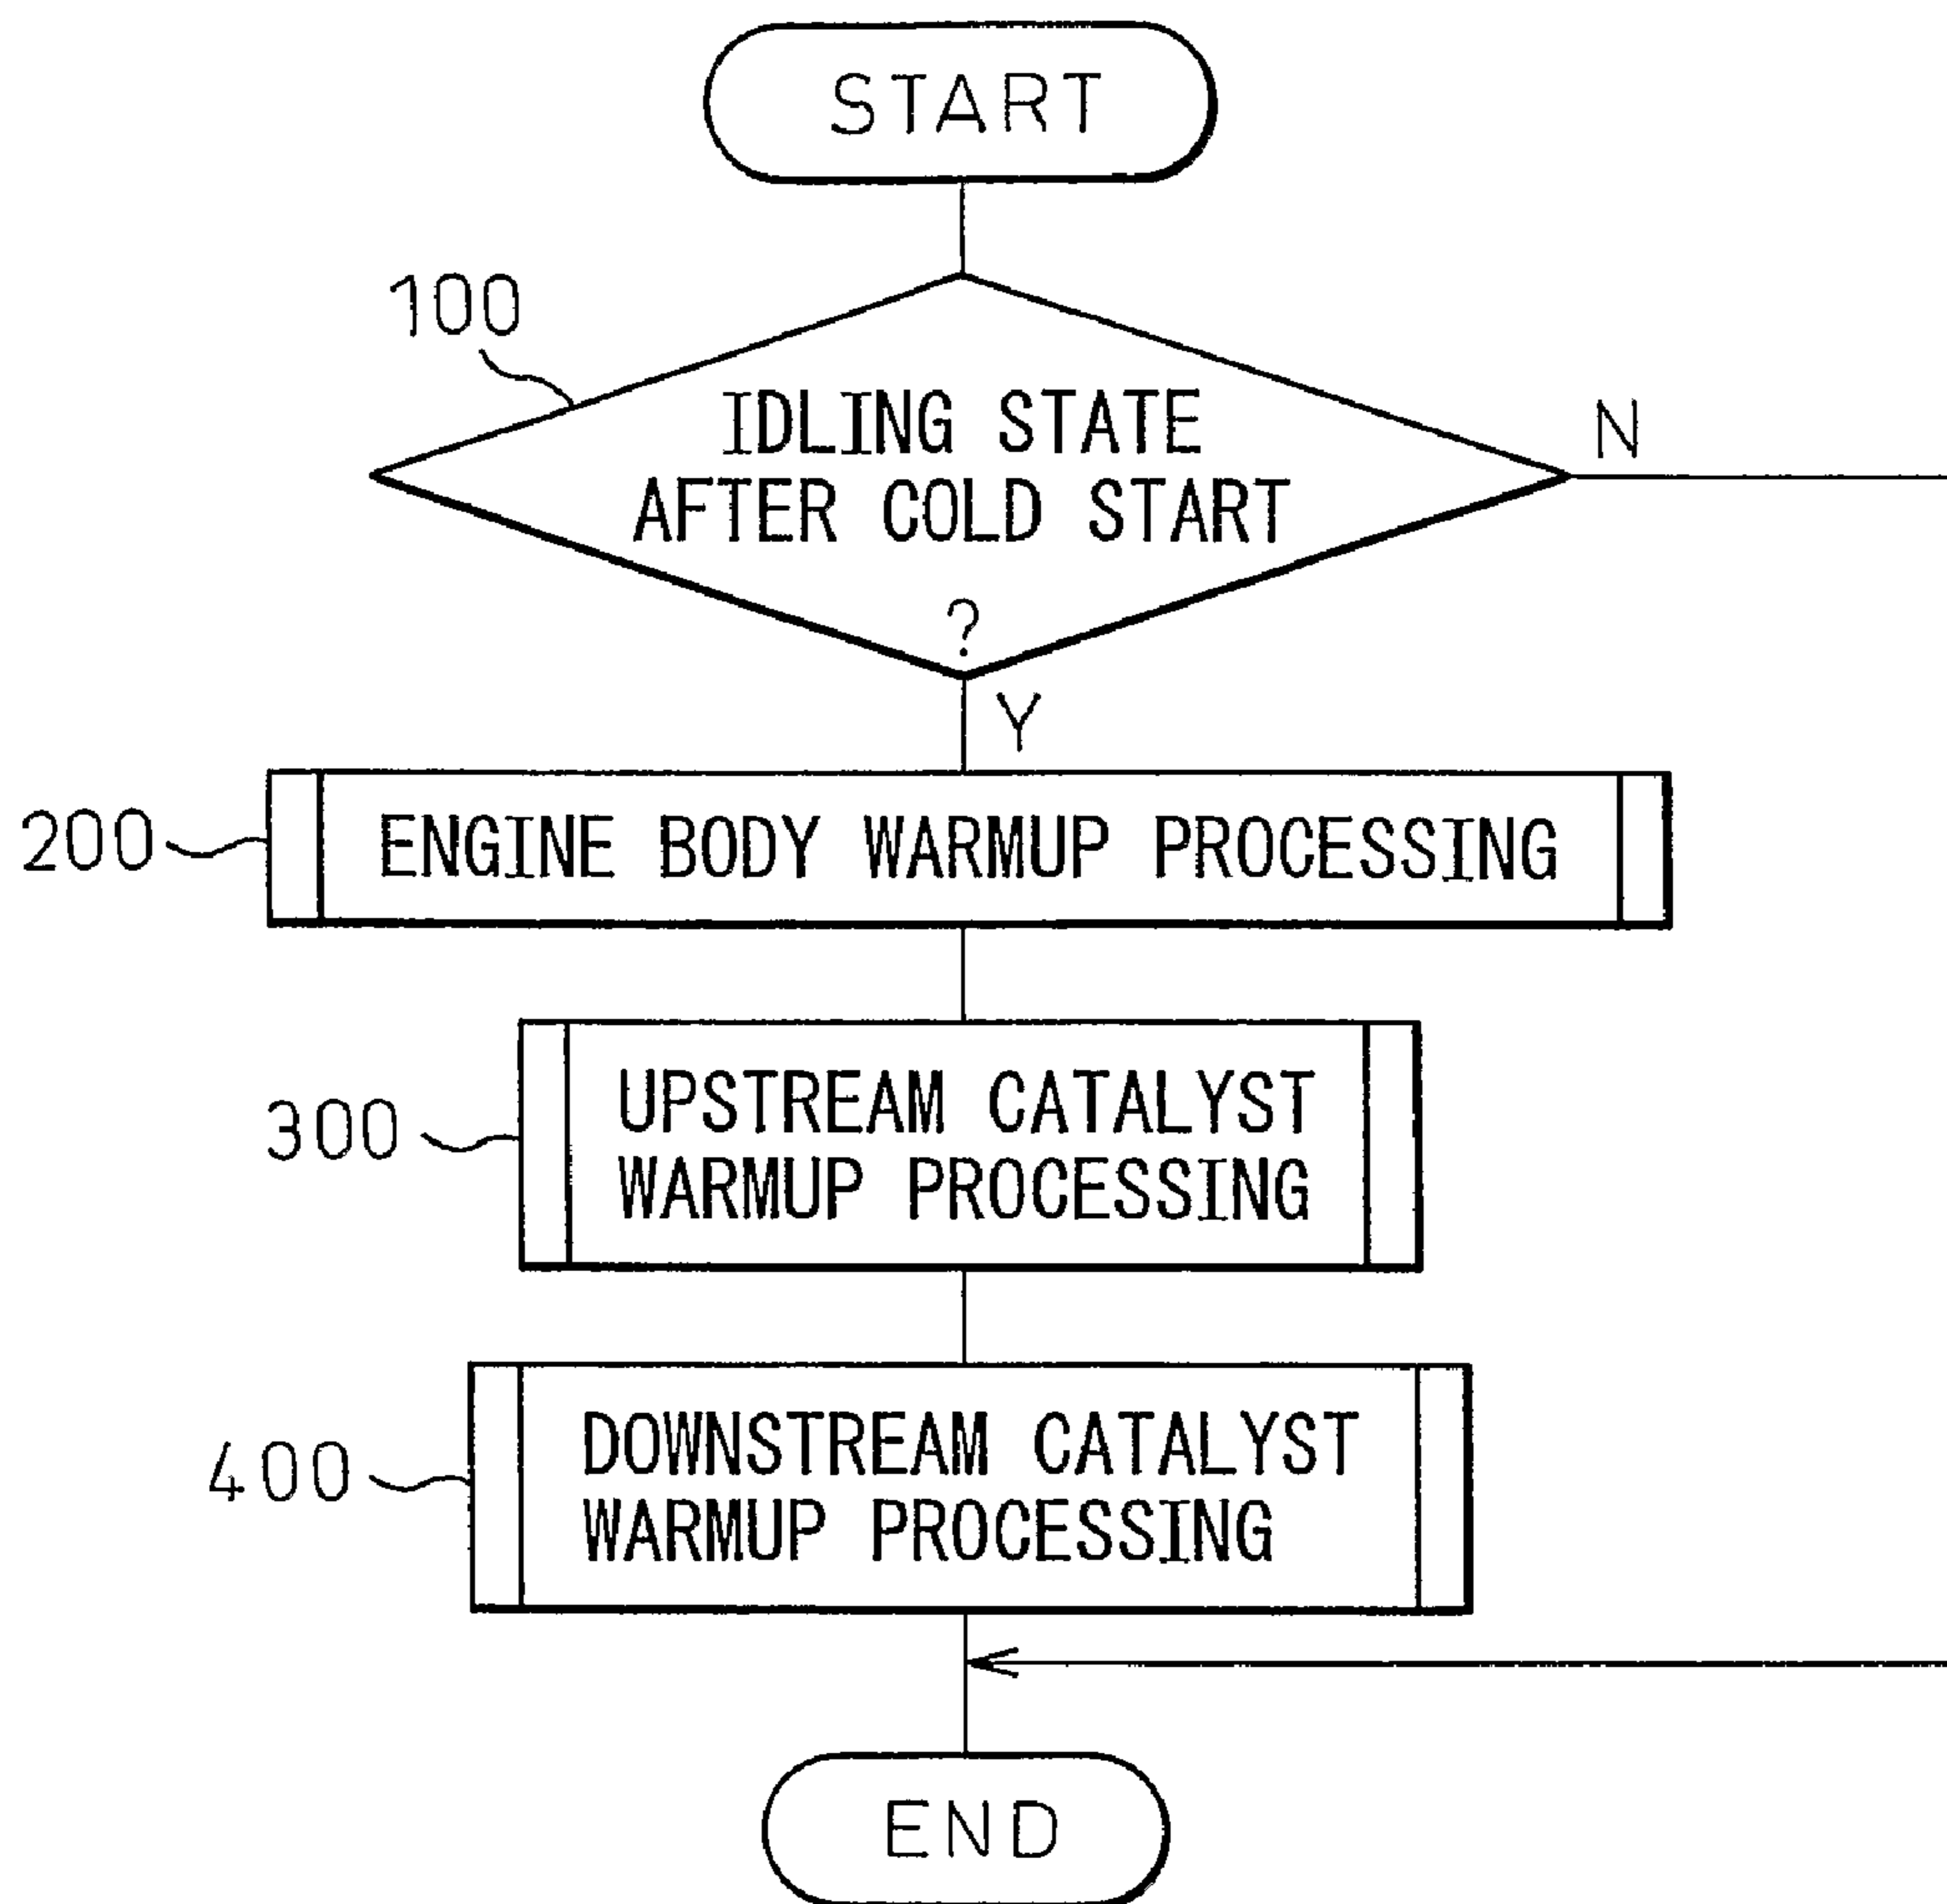 START
100
IDLING STATE
AFTER COLD START
?
N
Y
200
ENGINE BODY WARMUP PROCESSING
300
UPSTREAM CATALYST
WARMUP PROCESSING
400
DOWNSTREAM CATALYST
WARMUP PROCESSING
END